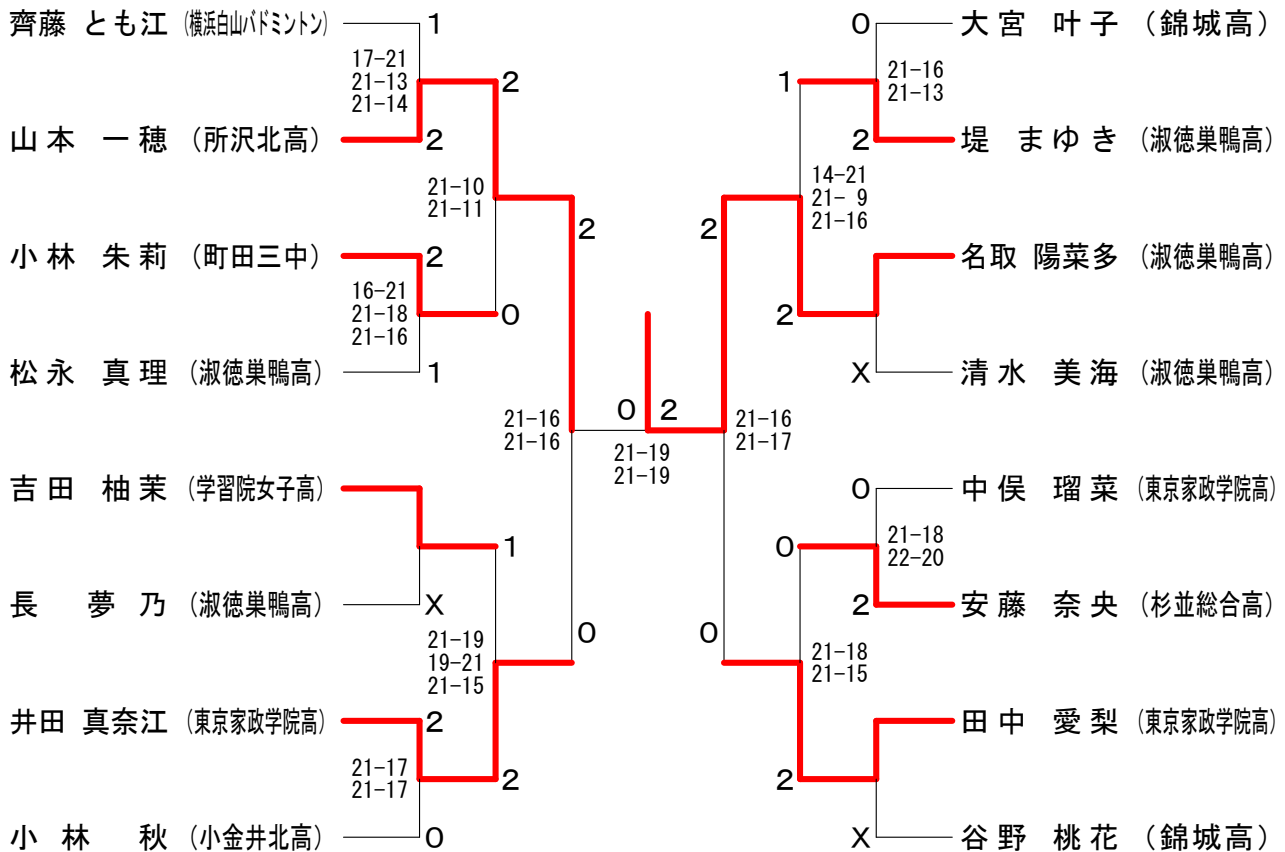 齊藤 とも江 (横浜白山バドミントン) 1
17-21
21-13
21-14
2
山本 一穂 (所沢北高) 2
21-10
21-11
2
小林 朱莉 (町田三中) 2
16-21
21-18
21-16
0
松永 真理 (淑徳巣鴨高) 1
21-16
21-16
吉田 柚茉 (学習院女子高)
1
長 夢乃 (淑徳巣鴨高) X
21-19
19-21
21-15
0
井田 真奈江 (東京家政学院高) 2
21-17
21-17
2
小林 秋 (小金井北高) 0
0 2
21-19
21-19
0 大宮 叶子 (錦城高)
21-16
21-13
1
2 堤 まゆき (淑徳巣鴨高)
14-21
21- 9
21-16
2
名取 陽菜多 (淑徳巣鴨高)
2
X 清水 美海 (淑徳巣鴨高)
21-16
21-17
0 中俣 瑠菜 (東京家政学院高)
21-18
22-20
0
2 安藤 奈央 (杉並総合高)
0
21-18
21-15
田中 愛梨 (東京家政学院高)
2
X 谷野 桃花 (錦城高)